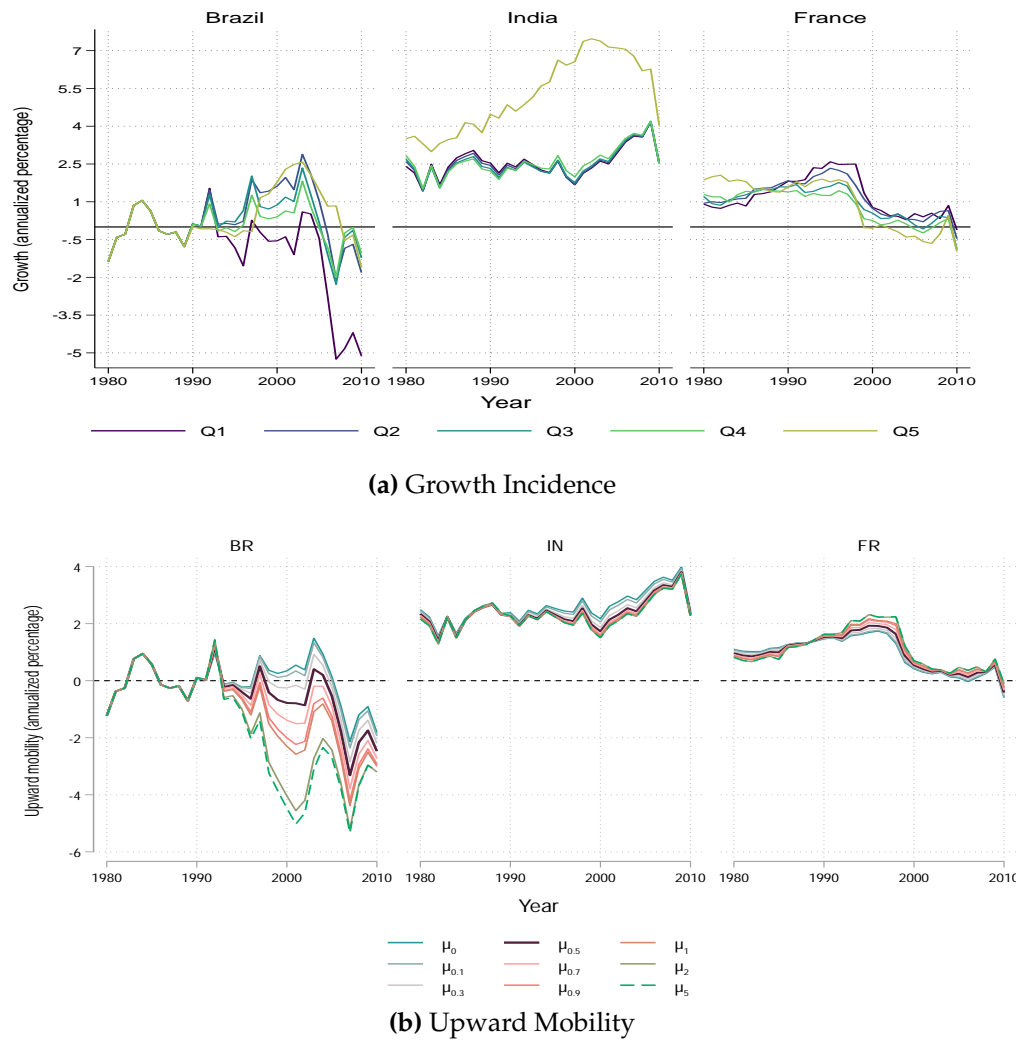 Brazil India France
Growth (annualized percentage)
7
5.5
4
2.5
1
-.5
-2
-3.5
-5
1980 1990 2000 2010 1980 1990 2000 2010 1980 1990 2000 2010
Year
Q1 Q2 Q3 Q4 Q5
(a) Growth Incidence
BR IN FR
Upward mobility (annualized percentage)
4
2
0
-2
-4
-6
1980 1990 2000 2010 1980 1990 2000 2010 1980 1990 2000 2010
Year
μ0 μ0.5 μ1
μ0.1 μ0.7 μ2
μ0.3 μ0.9 μ5
(b) Upward Mobility